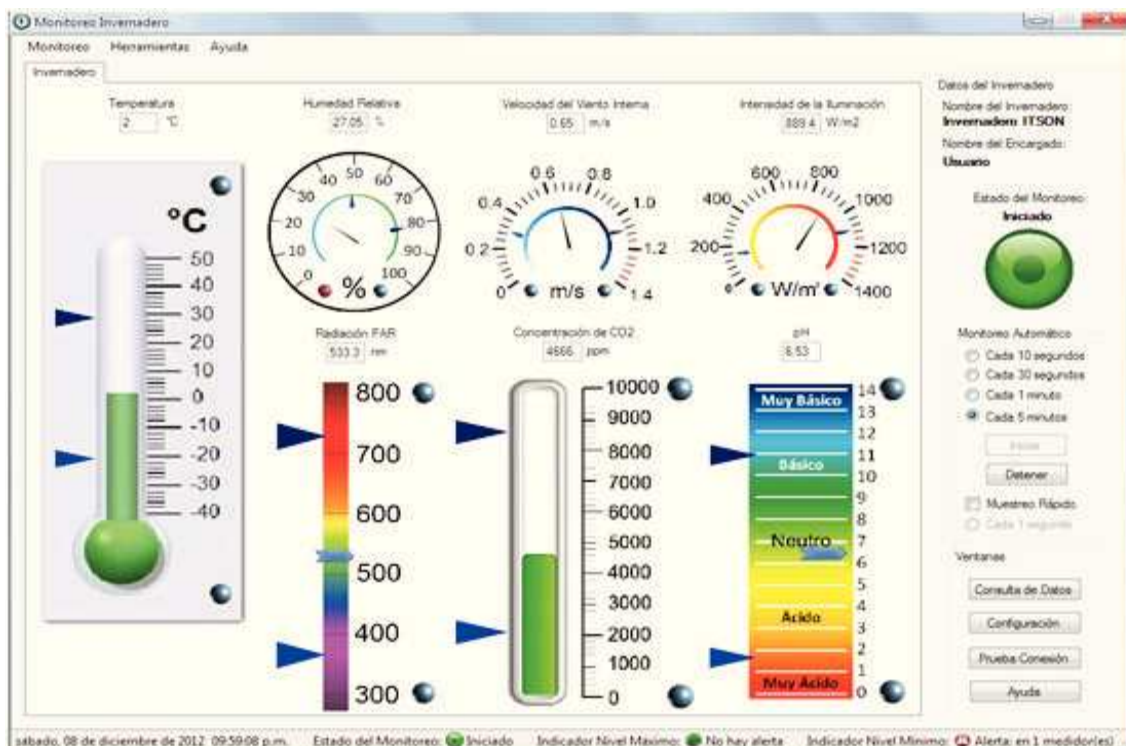 Monitoreo Invernadero
Monitoreo Herramientas Ayuda
Invernadero
Temperatura
2 °C
Humedad Relativa
27.05 %
Velocidad del Viento Interna
0.65 m/s
Intensidad de la Iluminación
889.4 W/m2
°C
50
40
30
20
10
0
-10
-20
-30
-40
0 10 20 30 40 50 60 70 80 90 100
%
0 0.2 0.4 0.6 0.8 1.0 1.2 1.4
m/s
0 200 400 600 800 1000 1200 1400
W/m²
Radiación PAR
533.3 nm
800
700
600
500
400
300
Concentración de CO2
4666 ppm
10000
9000
8000
7000
6000
5000
4000
3000
2000
1000
0
pH
6.53
Muy Básico
Básico
Neutro
Ácido
Muy Ácido
14
13
12
11
10
9
8
7
6
5
4
3
2
1
0
Datos del Invernadero
Nombre del Invernadero:
Invernadero ITSON
Nombre del Encargado:
Usuario
Estado del Monitoreo:
Iniciado
Monitoreo Automático
Cada 10 segundos
Cada 30 segundos
Cada 1 minuto
Cada 5 minutos
Iniciar
Detener
Muestreo Rápido
Cada 1 segundo
Ventanas
Consulta de Datos
Configuración
Prueba Conexión
Ayuda
sábado, 08 de diciembre de 2012 09:59:08 p.m. Estado del Monitoreo: Iniciado Indicador Nivel Máximo: No hay alerta Indicador Nivel Mínimo: Alerta: en 1 medidor(es)